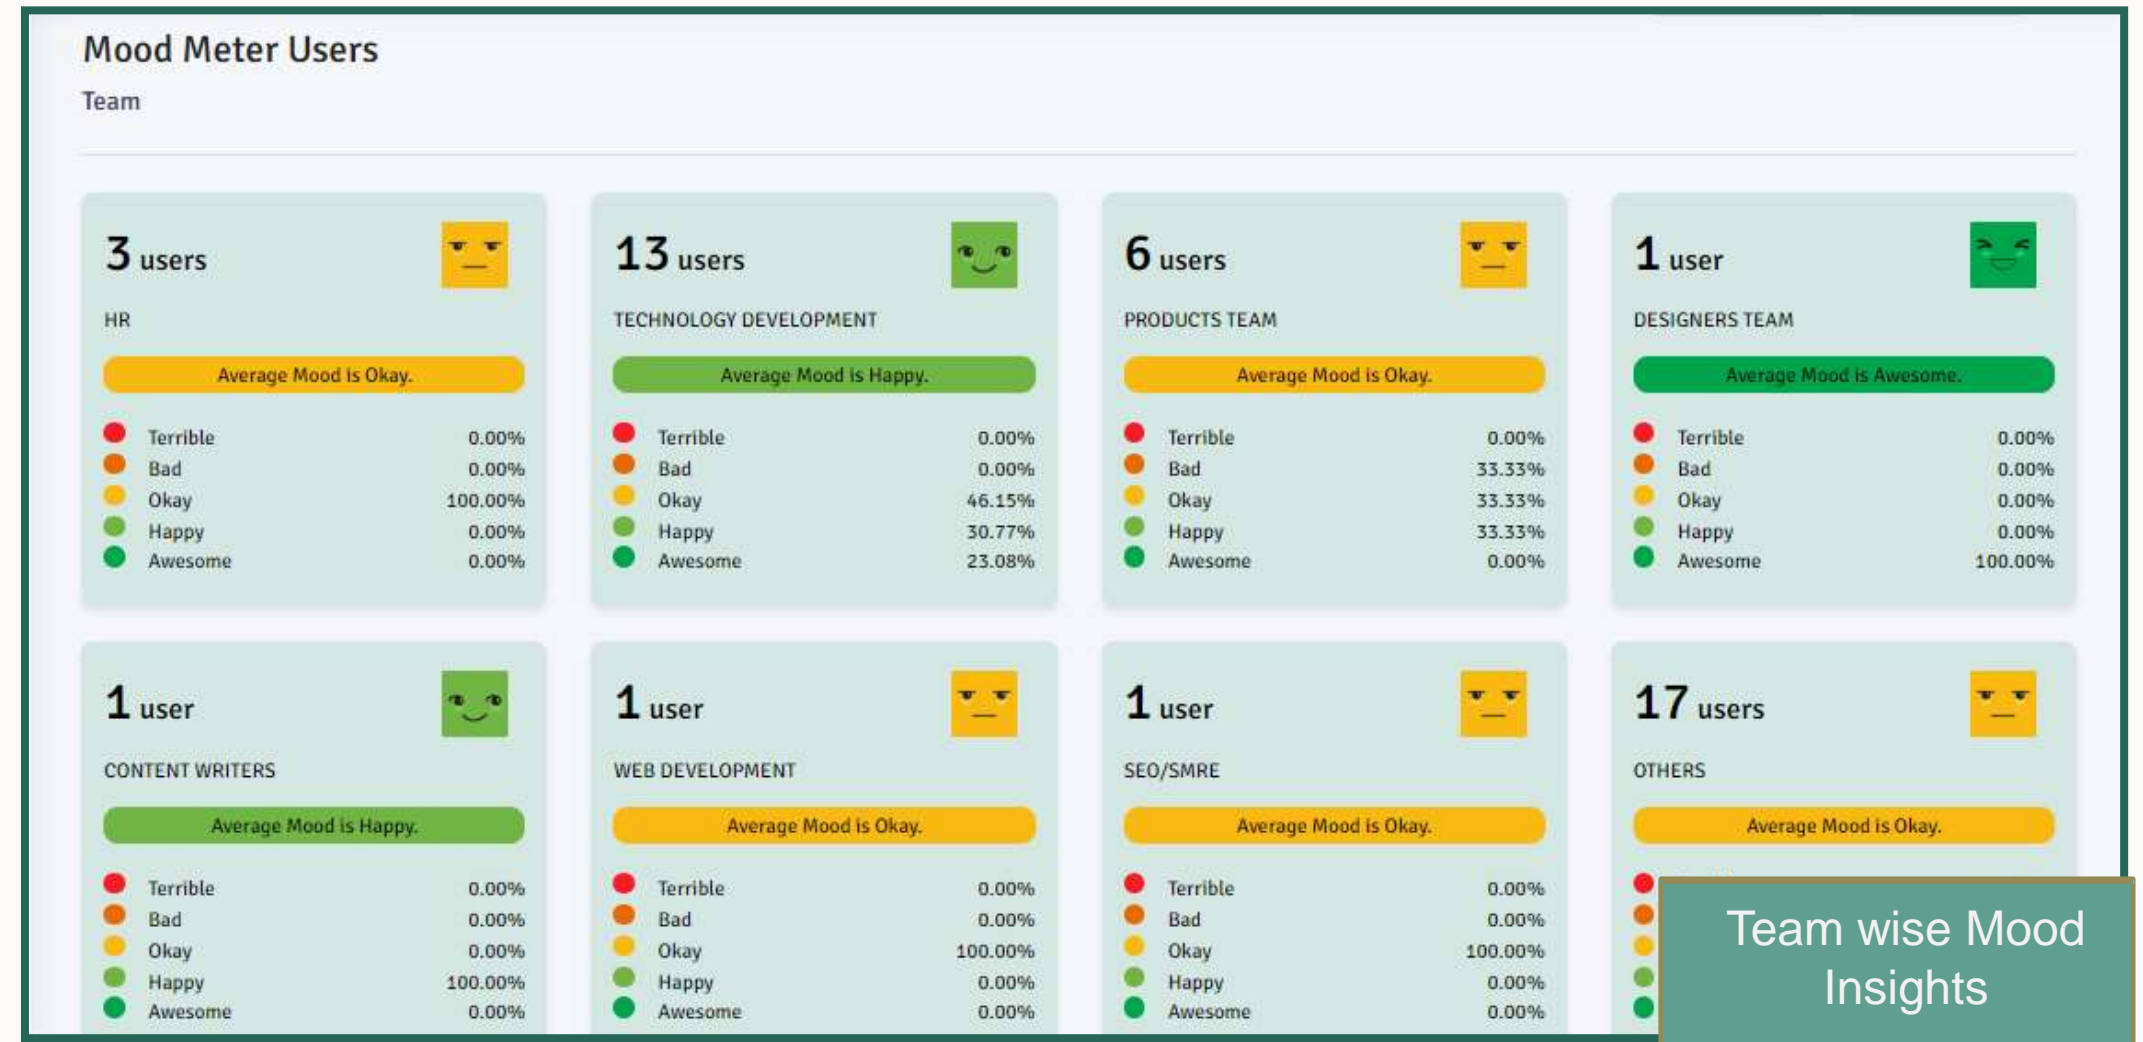 Mood Meter Users
Team
3 users
HR
Average Mood is Okay.
Terrible 0.00%
Bad 0.00%
Okay 100.00%
Happy 0.00%
Awesome 0.00%
13 users
TECHNOLOGY DEVELOPMENT
Average Mood is Happy.
Terrible 0.00%
Bad 0.00%
Okay 46.15%
Happy 30.77%
Awesome 23.08%
6 users
PRODUCTS TEAM
Average Mood is Okay.
Terrible 0.00%
Bad 33.33%
Okay 33.33%
Happy 33.33%
Awesome 0.00%
1 user
DESIGNERS TEAM
Average Mood is Awesome.
Terrible 0.00%
Bad 0.00%
Okay 0.00%
Happy 0.00%
Awesome 100.00%
1 user
CONTENT WRITERS
Average Mood is Happy.
Terrible 0.00%
Bad 0.00%
Okay 0.00%
Happy 100.00%
Awesome 0.00%
1 user
WEB DEVELOPMENT
Average Mood is Okay.
Terrible 0.00%
Bad 0.00%
Okay 100.00%
Happy 0.00%
Awesome 0.00%
1 user
SEO/SMRE
Average Mood is Okay.
Terrible 0.00%
Bad 0.00%
Okay 100.00%
Happy 0.00%
Awesome 0.00%
17 users
OTHERS
Average Mood is Okay.
Team wise Mood
Insights